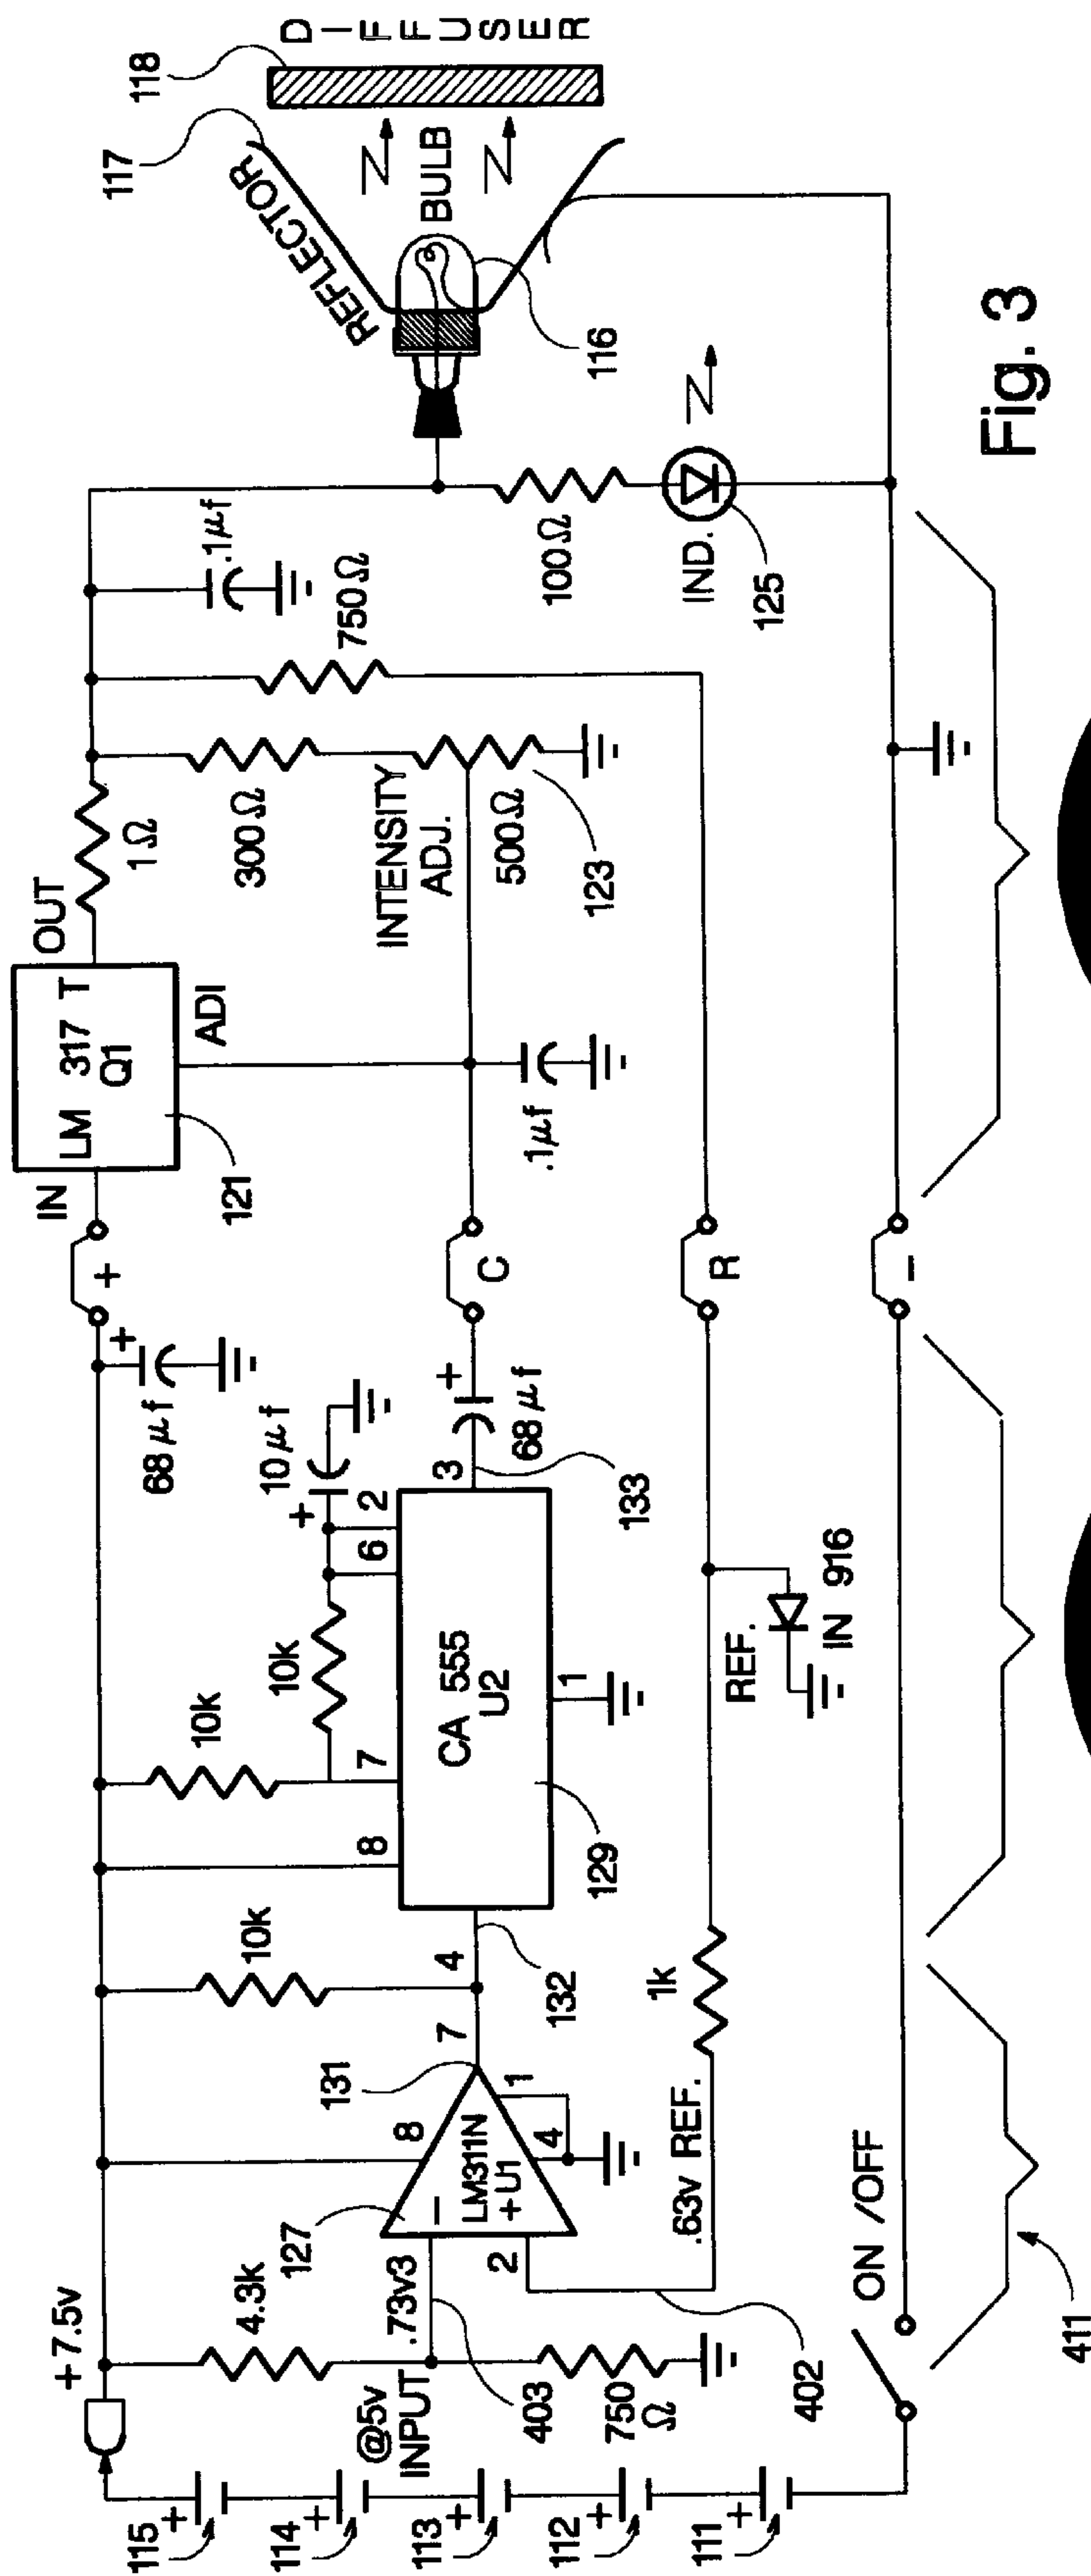 +7.5v
115
+
114
+
113
+
112
+
111
+
@5v
INPUT
4.3k
.73v3
403
750
Ω
127
8
LM311N
−
+U1
2
4
1
131
7
402
.63v REF.
1k
10k
4
132
8
7
10k
10k
6
2
CA 555
U2
129
1
3
133
+
10μf
68μf
+
+
68μf
REF.
IN 916
+
C
R
−
ON/OFF
411
IN
LM 317 T
Q1
OUT
ADI
121
.1μf
1Ω
300Ω
INTENSITY
ADJ.
500Ω
123
750Ω
.1μf
100Ω
IND.
125
REFLECTOR
117
BULB
116
118
DIFFUSER
Fig. 3